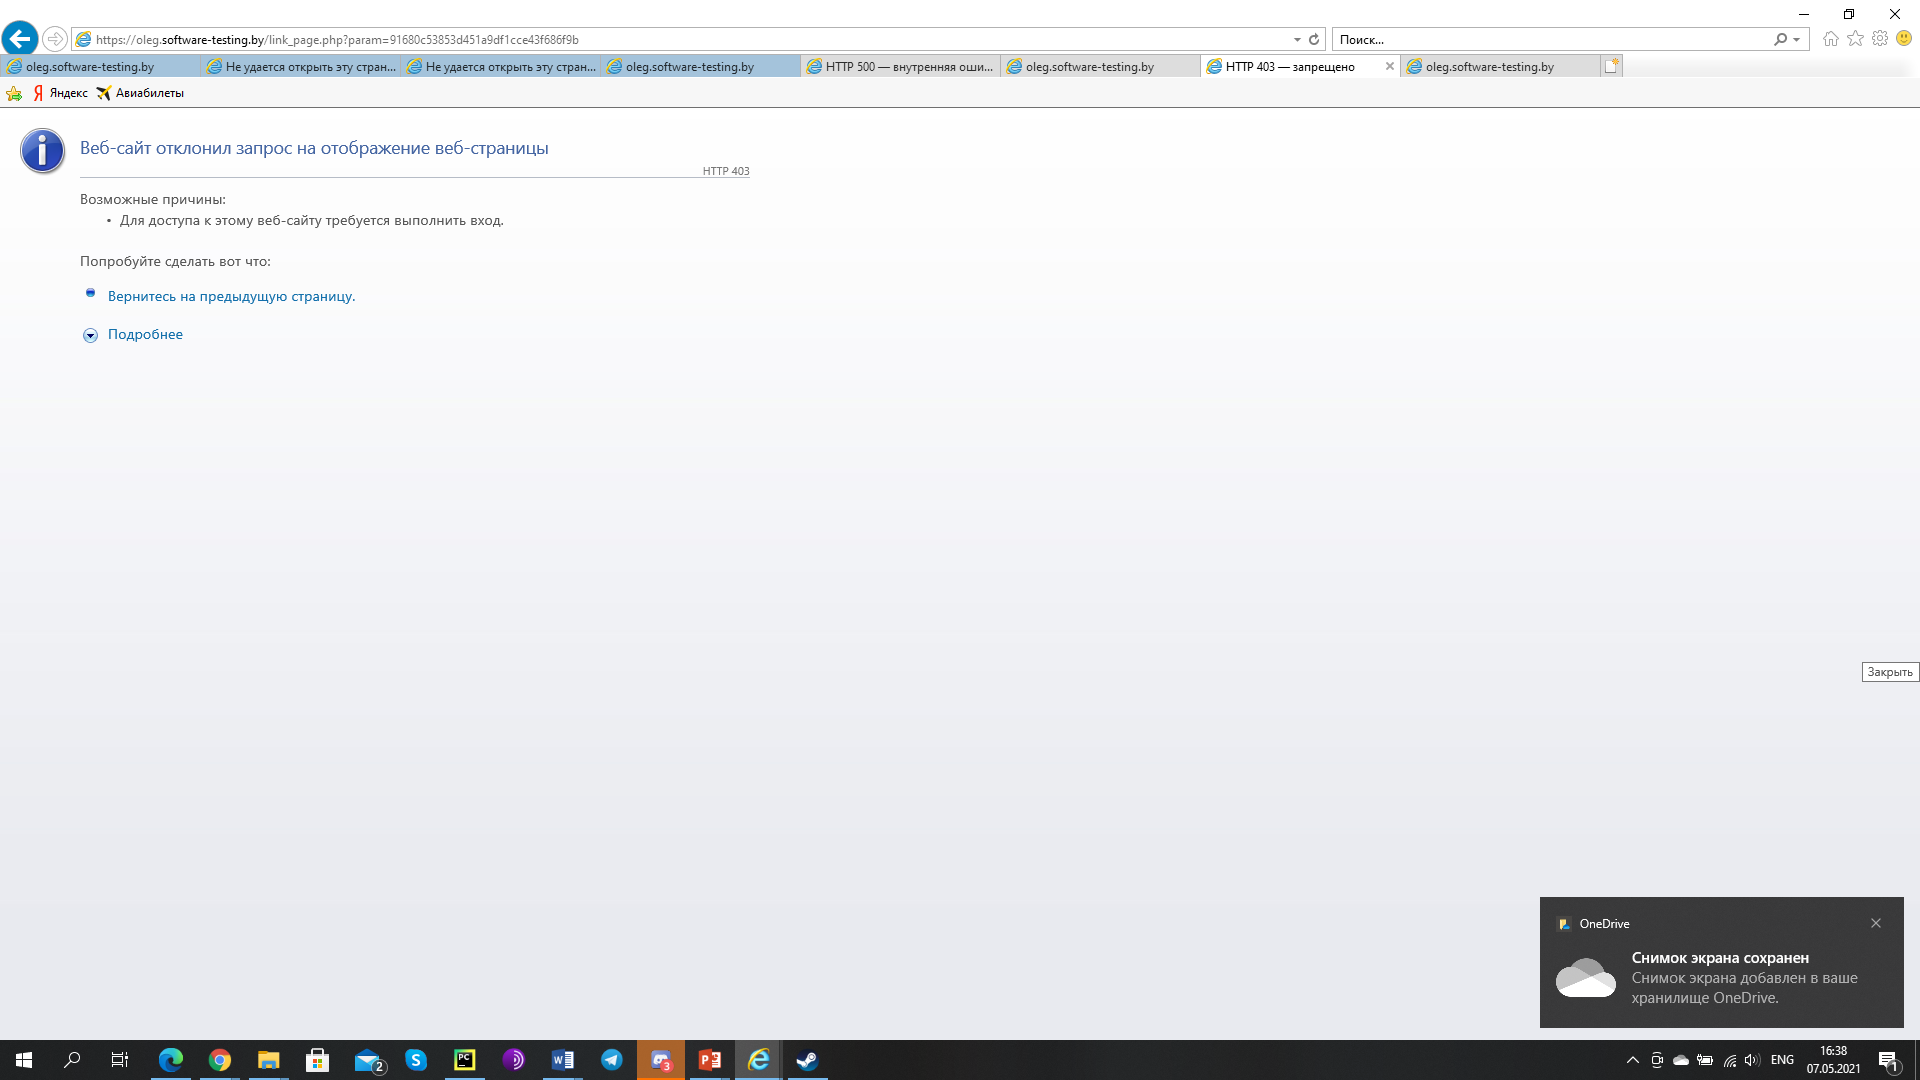 https://oleg.software-testing.by/link_page.php?param=91680c53853d451a9df1cce43f686f9b
Поиск...
oleg.software-testing.by
Не удается открыть эту стран...
Не удается открыть эту стран...
oleg.software-testing.by
HTTP 500 — внутренняя оши...
oleg.software-testing.by
HTTP 403 — запрещено
oleg.software-testing.by
Яндекс
Авиабилеты
Веб-сайт отклонил запрос на отображение веб-страницы
HTTP 403
Возможные причины:
• Для доступа к этому веб-сайту требуется выполнить вход.
Попробуйте сделать вот что:
Вернитесь на предыдущую страницу.
Подробнее
Закрыть
OneDrive
Снимок экрана сохранен
Снимок экрана добавлен в ваше
хранилище OneDrive.
2
PC
3
ENG
16:38
07.05.2021
1